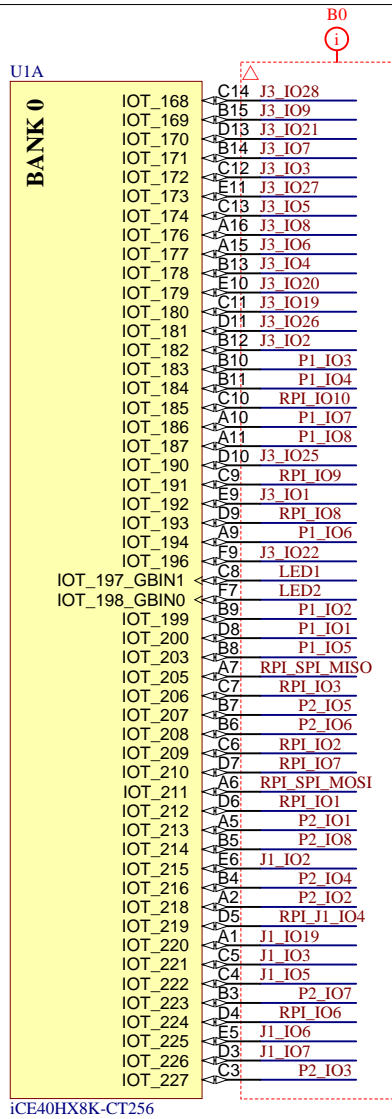 B0
i
U1A
BANK 0
IOT_168 C14 J3_IO28
IOT_169 B15 J3_IO9
IOT_170 D13 J3_IO21
IOT_171 B14 J3_IO7
IOT_172 C12 J3_IO3
IOT_173 E11 J3_IO27
IOT_174 C13 J3_IO5
IOT_176 A16 J3_IO8
IOT_177 A15 J3_IO6
IOT_178 B13 J3_IO4
IOT_179 E10 J3_IO20
IOT_180 C11 J3_IO19
IOT_181 D11 J3_IO26
IOT_182 B12 J3_IO2
IOT_183 B10 P1_IO3
IOT_184 B11 P1_IO4
IOT_185 C10 RPI_IO10
IOT_186 A10 P1_IO7
IOT_187 A11 P1_IO8
IOT_190 D10 J3_IO25
IOT_191 C9 RPI_IO9
IOT_192 E9 J3_IO1
IOT_193 D9 RPI_IO8
IOT_194 A9 P1_IO6
IOT_196 F9 J3_IO22
IOT_197_GBIN1 C8 LED1
IOT_198_GBIN0 F7 LED2
IOT_199 B9 P1_IO2
IOT_200 D8 P1_IO1
IOT_203 B8 P1_IO5
IOT_205 A7 RPI_SPI_MISO
IOT_206 C7 RPI_IO3
IOT_207 B7 P2_IO5
IOT_208 B6 P2_IO6
IOT_209 C6 RPI_IO2
IOT_210 D7 RPI_IO7
IOT_211 A6 RPI_SPI_MOSI
IOT_212 D6 RPI_IO1
IOT_213 A5 P2_IO1
IOT_214 B5 P2_IO8
IOT_215 E6 J1_IO2
IOT_216 B4 P2_IO4
IOT_218 A2 P2_IO2
IOT_219 D5 RPI_J1_IO4
IOT_220 A1 J1_IO19
IOT_221 C5 J1_IO3
IOT_222 C4 J1_IO5
IOT_223 B3 P2_IO7
IOT_224 D4 RPI_IO6
IOT_225 E5 J1_IO6
IOT_226 D3 J1_IO7
IOT_227 C3 P2_IO3
iCE40HX8K-CT256